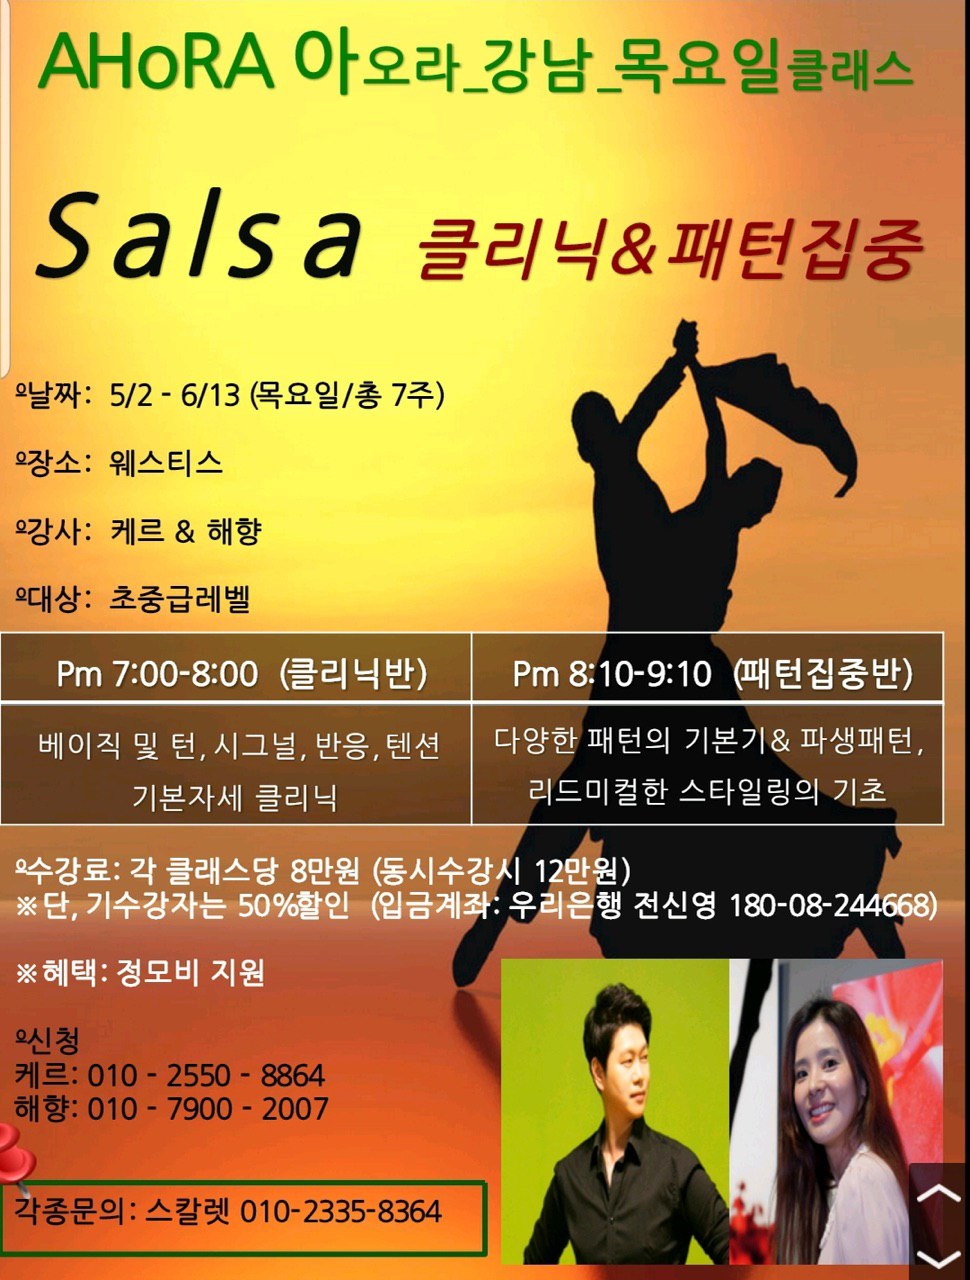 AHoRA 아오라_강남_목요일클래스
Salsa 클리닉&패턴집중
º날짜: 5/2 - 6/13 (목요일/총 7주)
º장소: 웨스티스
º강사: 케르 & 해향
º대상: 초중급레벨
Pm 7:00-8:00 (클리닉반)
Pm 8:10-9:10 (패턴집중반)
베이직 및 턴, 시그널, 반응, 텐션
기본자세 클리닉
다양한 패턴의 기본기& 파생패턴,
리드미컬한 스타일링의 기초
º수강료: 각 클래스당 8만원 (동시수강시 12만원)
※단, 기수강자는 50%할인 (입금계좌: 우리은행 전신영 180-08-244668)
※혜택: 정모비 지원
º신청
케르: 010 - 2550 - 8864
해향: 010 - 7900 - 2007
각종문의: 스칼렛 010-2335-8364